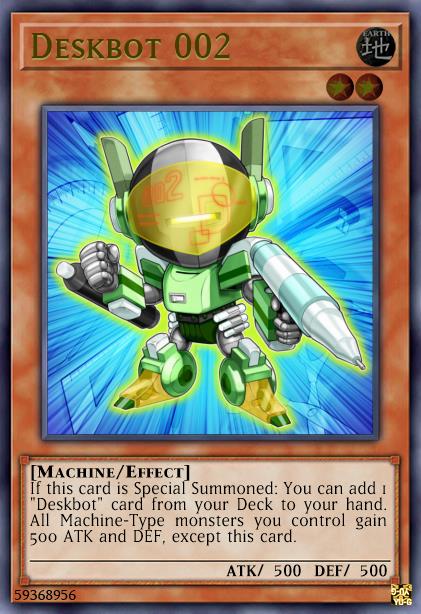 DESKBOT 002
EARTH
地
002
[MACHINE/EFFECT]
If this card is Special Summoned: You can add 1
"Deskbot" card from your Deck to your hand.
All Machine-Type monsters you control gain
500 ATK and DEF, except this card.
ATK/ 500 DEF/ 500
59368956